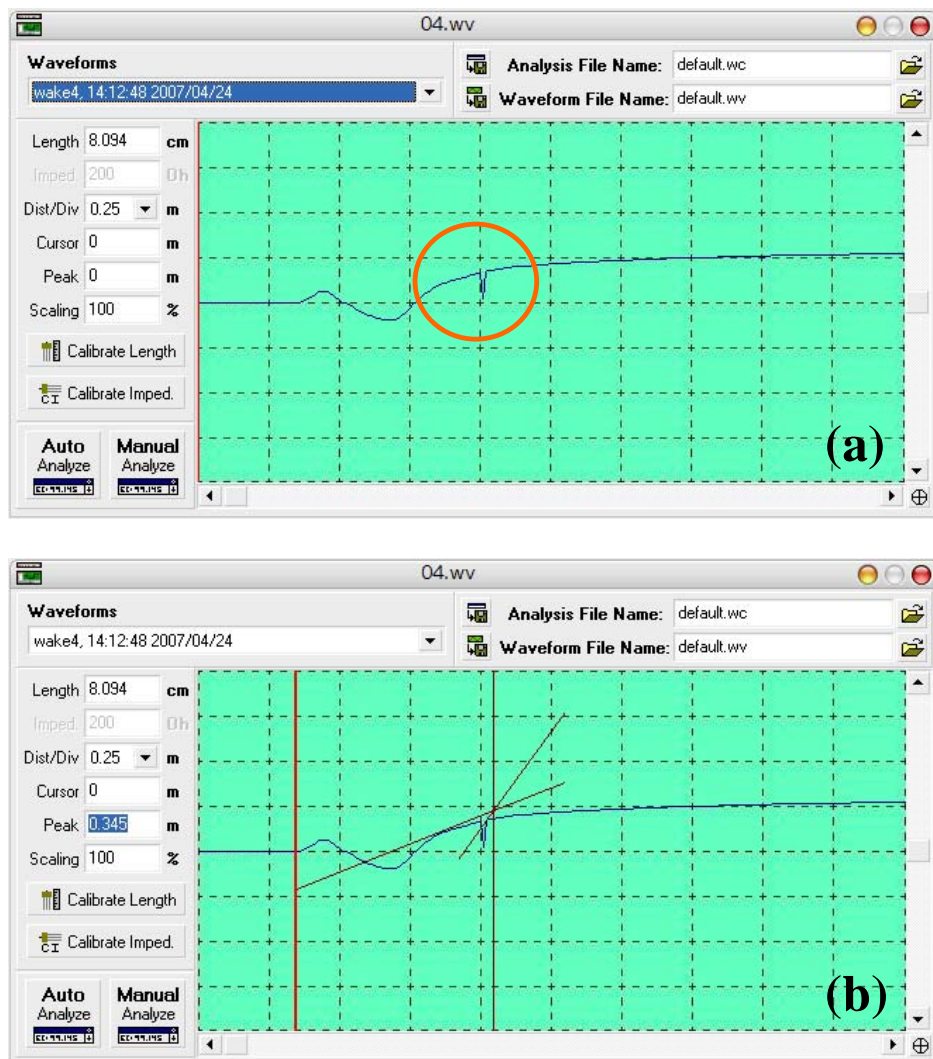 04.wv
Waveforms
wake4, 14:12:48 2007/04/24
Analysis File Name: default.wc
Waveform File Name: default.wv
Length 8.094 cm
Imped. 200 Oh
Dist/Div 0.25 m
Cursor 0 m
Peak 0 m
Scaling 100 %
Calibrate Length
CI Calibrate Imped.
Auto Analyze
Manual Analyze
(a)
04.wv
Waveforms
wake4, 14:12:48 2007/04/24
Analysis File Name: default.wc
Waveform File Name: default.wv
Length 8.094 cm
Imped. 200 Oh
Dist/Div 0.25 m
Cursor 0 m
Peak 0.345 m
Scaling 100 %
Calibrate Length
CI Calibrate Imped.
Auto Analyze
Manual Analyze
(b)